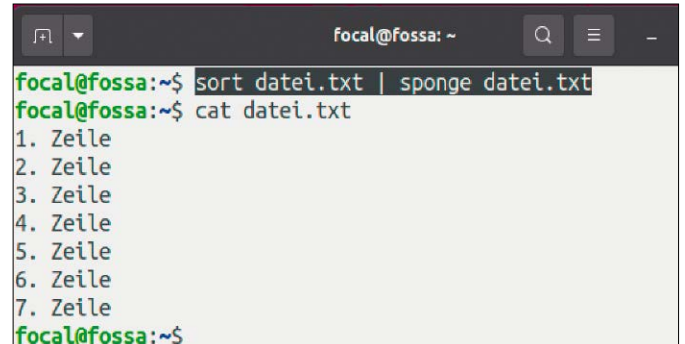 focal@fossa: ~
focal@fossa:~$ sort datei.txt | sponge datei.txt
focal@fossa:~$ cat datei.txt
1. Zeile
2. Zeile
3. Zeile
4. Zeile
5. Zeile
6. Zeile
7. Zeile
focal@fossa:~$